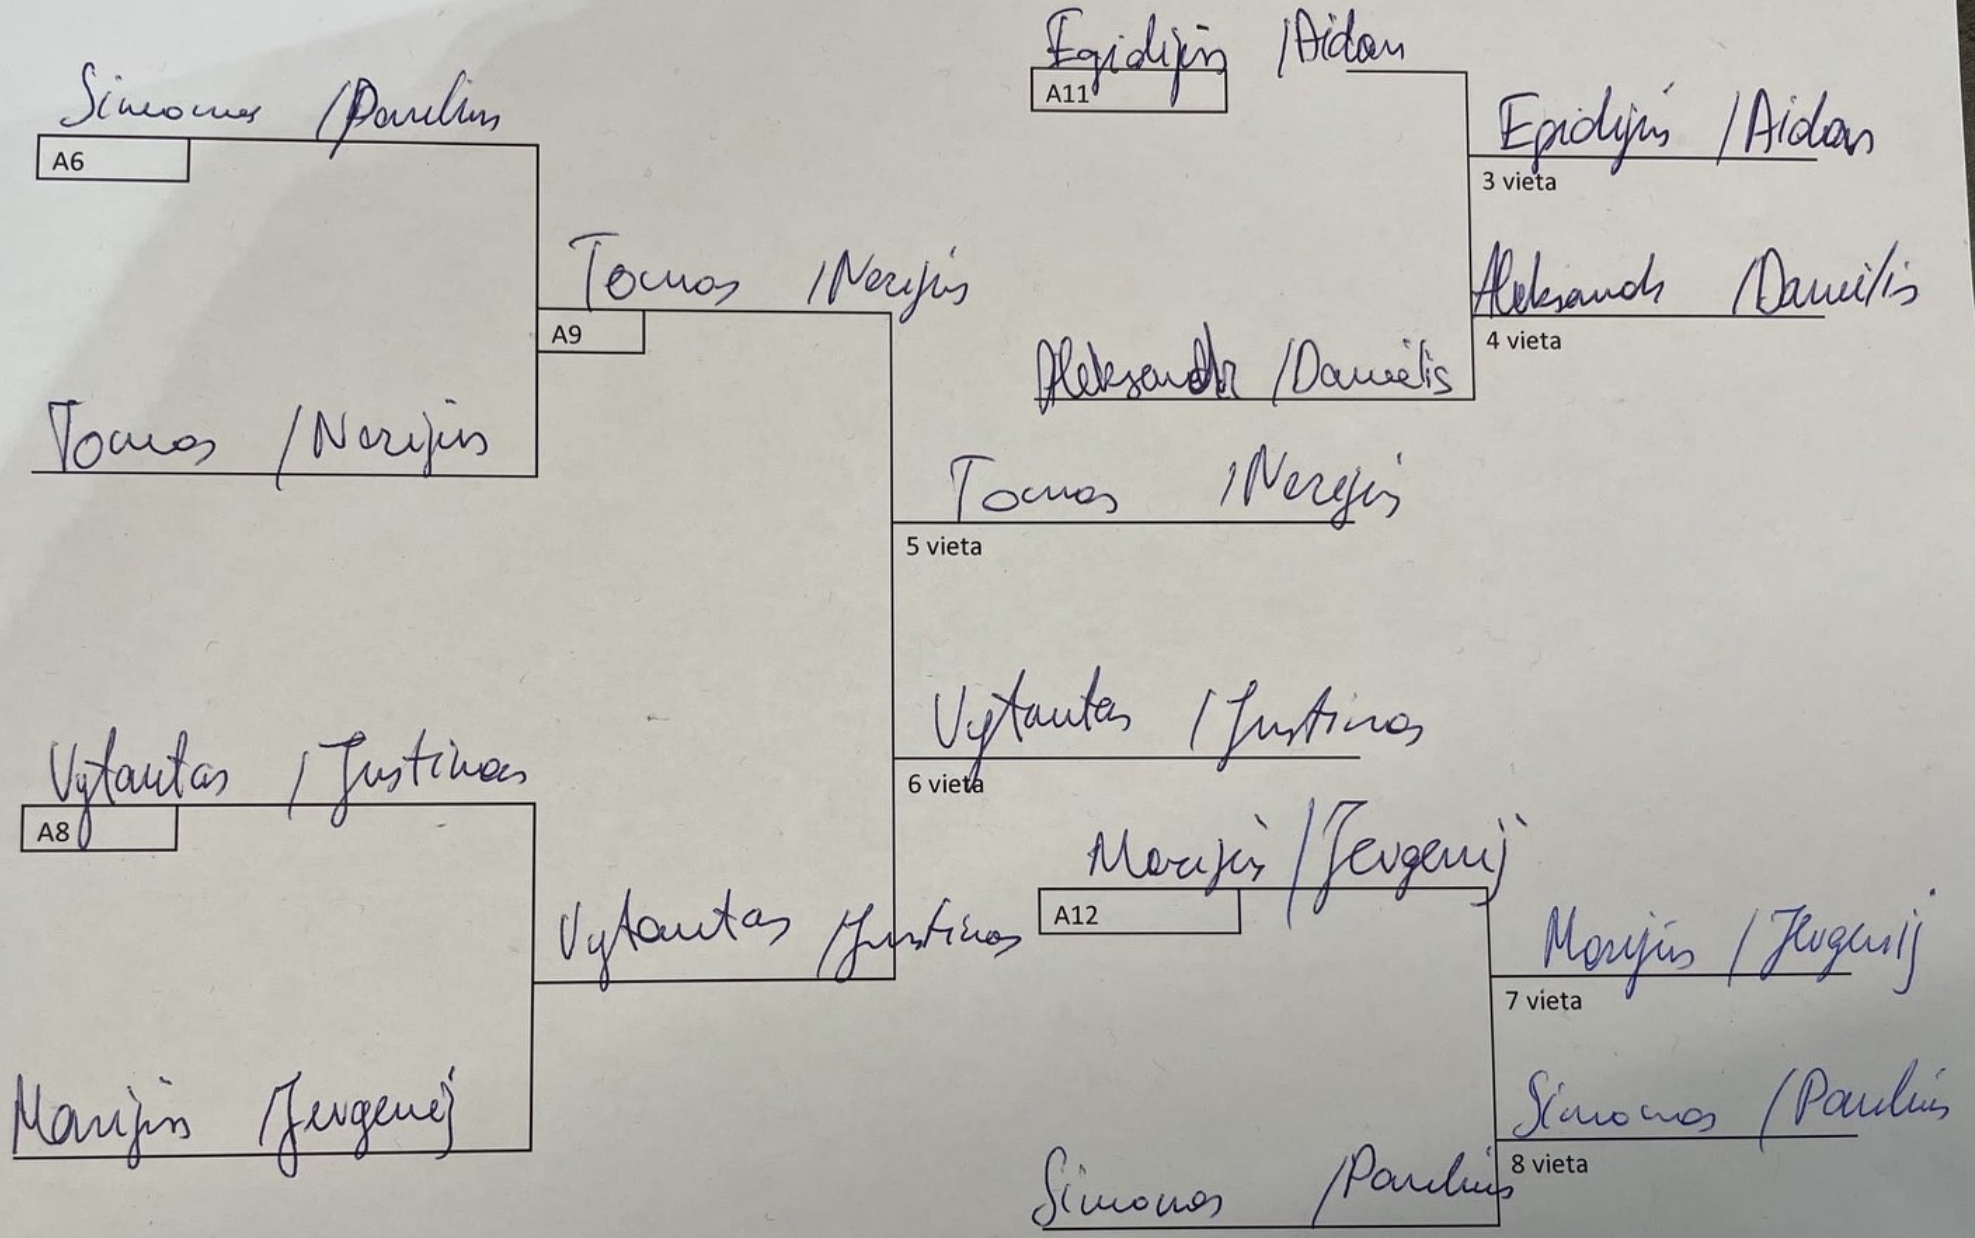 Simonas / Paulius
A6
Tomas / Nerijus
Tomas / Nerijus
A9
Vytautas / Justinas
A8
Marijus / Jevgenij
Vytautas / Justinas
Egidijus / Aidas
A11
Aleksandr / Danielis
Egidijus / Aidas
3 vieta
Aleksandr / Danielis
4 vieta
Tomas / Nerijus
5 vieta
Vytautas / Justinas
6 vieta
Marijus / Jevgenij
A12
Simonas / Paulius
Marijus / Jevgenij
7 vieta
Simonas / Paulius
8 vieta